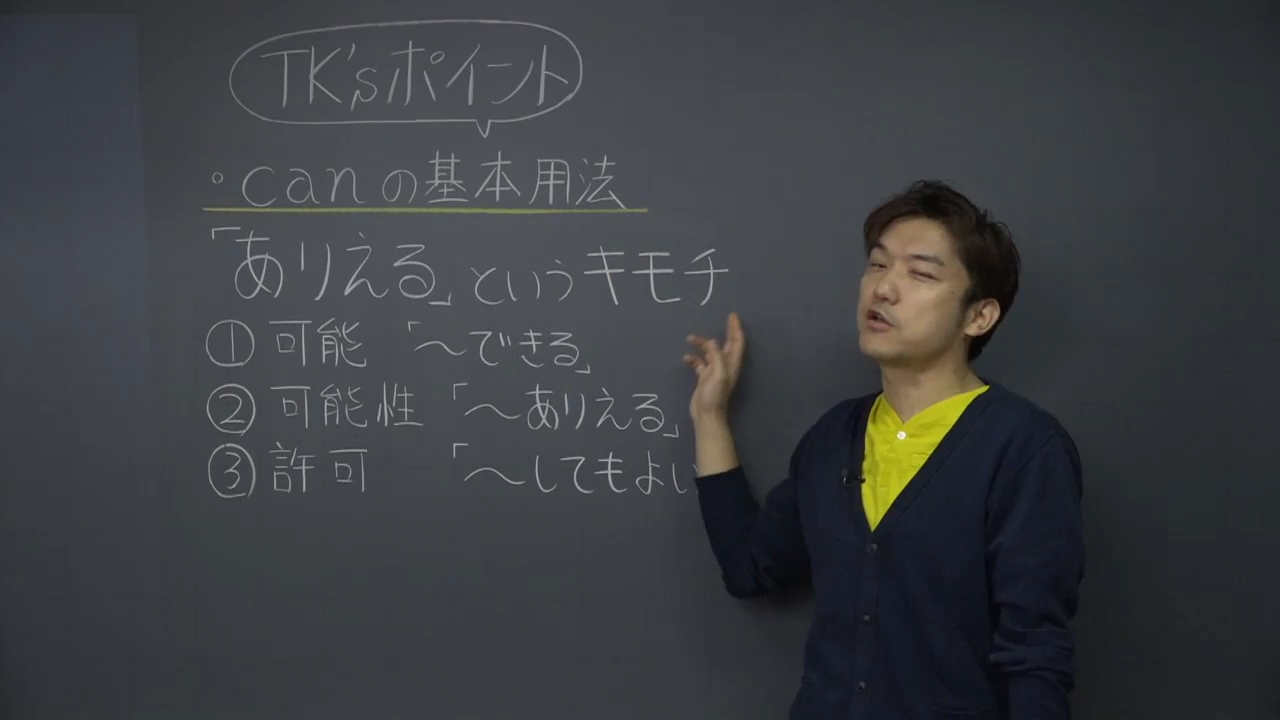 TK'sポイント
・canの基本用法
「ありえる」というキモチ
① 可能 「～できる」
② 可能性 「～ありえる」
③ 許可 「～してもよい